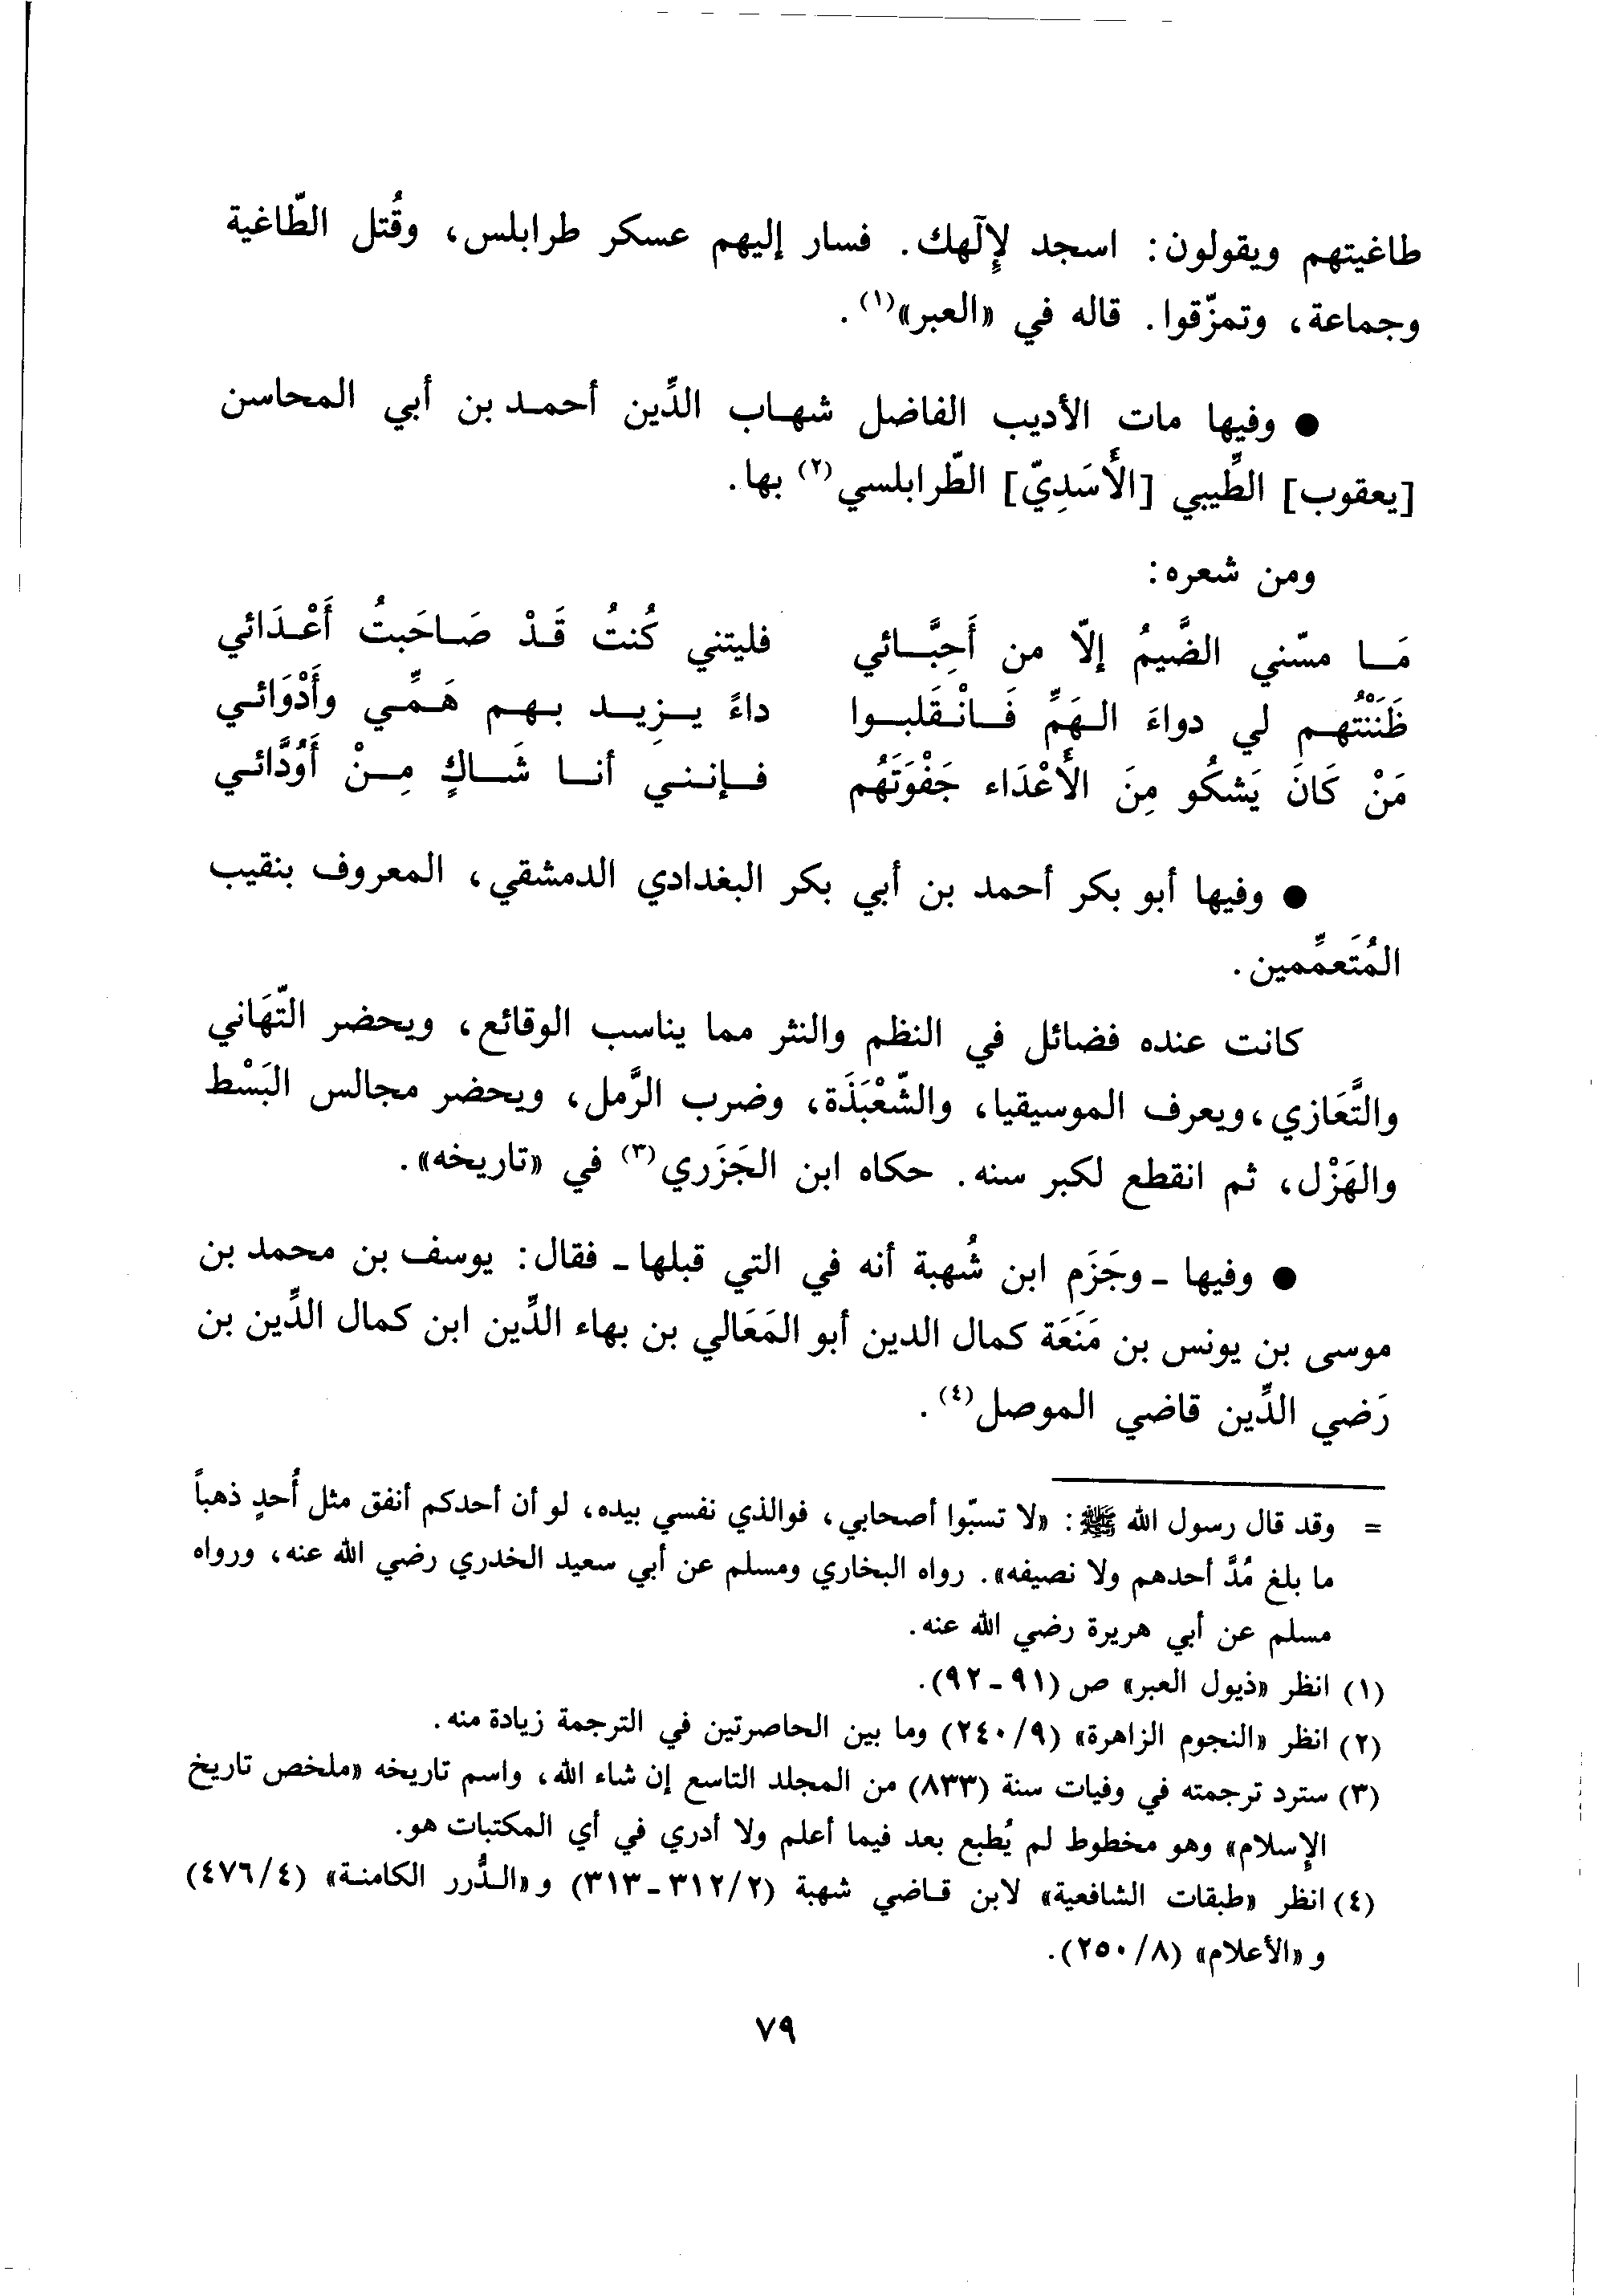 طاغيتهم ويقولون: اسجد لإِلَهك. فسار إليهم عسكر طرابلس، وقُتل الطّاغية
وجماعة، وتمزّقوا. قاله في «العبر»(١).
● وفيها مات الأديب الفاضل شهاب الدِّين أحمد بن أبي المحاسن
[يعقوب] الطِّيبي [الأَسَدِيّ] الطّرابلسي(٢) بها.
ومن شعره:
مَا مسّني الضَّيمُ إلاّ من أَحِبَّائي فليتني كُنتُ قَدْ صَاحَبتُ أَعْدَائي
ظَنَنْتُهم لي دواءَ الهَمِّ فَانْقَلبوا داءً يزِيد بهم هَمِّي وأَدْوَائي
مَنْ كَانَ يَشكُو مِنَ الأَعْدَاء جَفْوَتَهُم فإنني أنا شَاكٍ مِنْ أَوُدَّائي
● وفيها أبو بكر أحمد بن أبي بكر البغدادي الدمشقي، المعروف بنقيب
المُتَعمِّمين.
كانت عنده فضائل في النظم والنثر مما يناسب الوقائع، ويحضر التّهَاني
والتَّعَازي، ويعرف الموسيقيا، والشّعْبَذَة، وضرب الرَّمل، ويحضر مجالس البَسْط
والهَزْل، ثم انقطع لكبر سنه. حكاه ابن الجَزَري(٣) في «تاريخه».
● وفيها - وجَزَم ابن شُهبة أنه في التي قبلها - فقال: يوسف بن محمد بن
موسى بن يونس بن مَنَعَة كمال الدين أبو المَعَالي بن بهاء الدِّين ابن كمال الدِّين بن
رَضي الدِّين قاضي الموصل(٤).
= وقد قال رسول الله ﷺ: «لا تسبّوا أصحابي، فوالذي نفسي بيده، لو أن أحدكم أنفق مثل أُحدٍ ذهباً
ما بلغ مُدَّ أحدهم ولا نصيفه». رواه البخاري ومسلم عن أبي سعيد الخدري رضي الله عنه، ورواه
مسلم عن أبي هريرة رضي الله عنه.
(١) انظر «ذيول العبر» ص (٩١ - ٩٢).
(٢) انظر «النجوم الزاهرة» (٩/ ٢٤٠) وما بين الحاصرتين في الترجمة زيادة منه.
(٣) سترد ترجمته في وفيات سنة (٨٣٣) من المجلد التاسع إن شاء الله، واسم تاريخه «ملخص تاريخ
الإسلام» وهو مخطوط لم يُطبع بعد فيما أعلم ولا أدري في أي المكتبات هو.
(٤) انظر «طبقات الشافعية» لابن قاضي شهبة (٢/ ٣١٢ - ٣١٣) و«الدُّرر الكامنة» (٤/ ٤٧٦)
و«الأعلام» (٨/ ٢٥٠).
٧٩